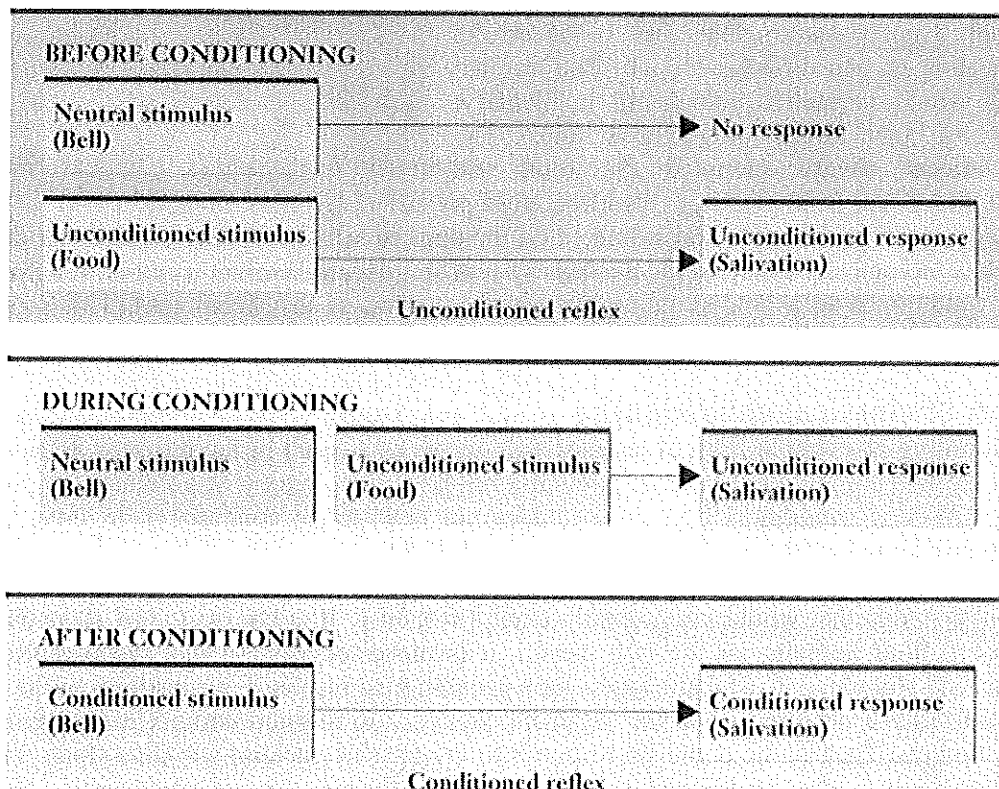 BEFORE CONDITIONING
Neutral stimulus
(Bell)
No response
Unconditioned stimulus
(Food)
Unconditioned response
(Salivation)
Unconditioned reflex
DURING CONDITIONING
Neutral stimulus
(Bell)
Unconditioned stimulus
(Food)
Unconditioned response
(Salivation)
AFTER CONDITIONING
Conditioned stimulus
(Bell)
Conditioned response
(Salivation)
Conditioned reflex